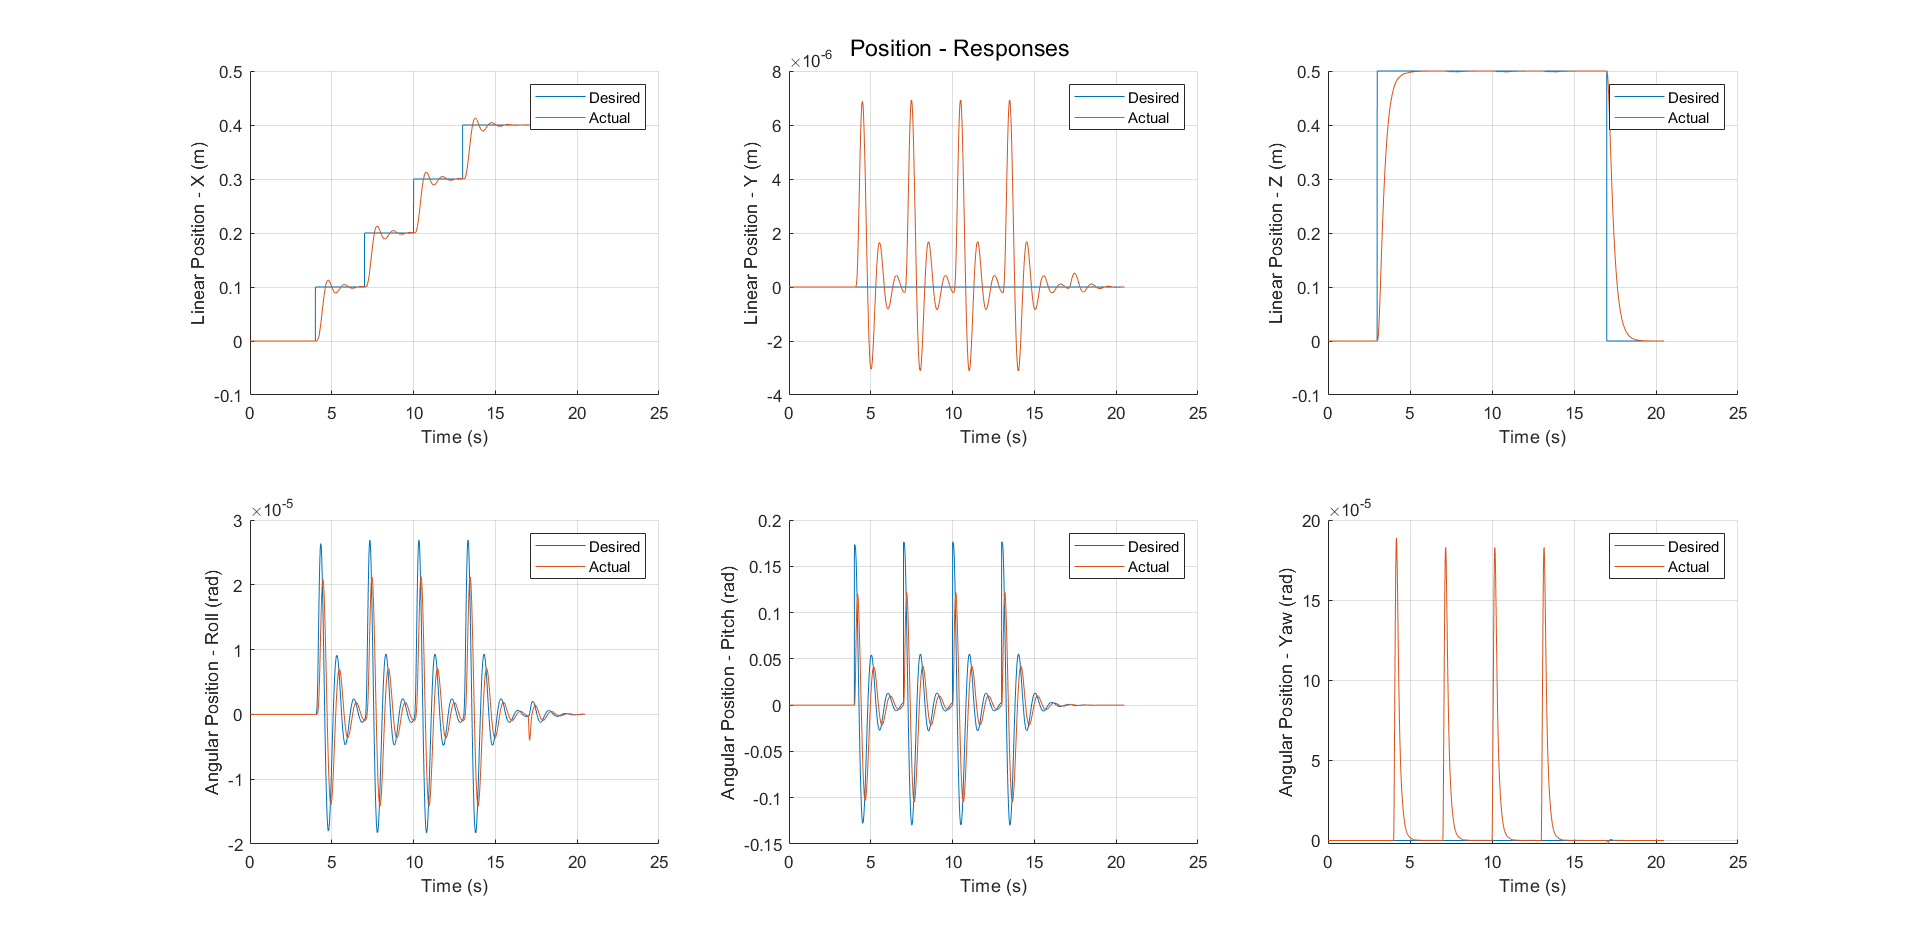 Position - Responses
0.5
0.4
0.3
0.2
0.1
0
-0.1
Linear Position - X (m)
Desired
Actual
0 5 10 15 20 25
Time (s)
×10-6
8
6
4
2
0
-2
-4
Linear Position - Y (m)
Desired
Actual
0 5 10 15 20 25
Time (s)
0.5
0.4
0.3
0.2
0.1
0
-0.1
Linear Position - Z (m)
Desired
Actual
0 5 10 15 20 25
Time (s)
×10-5
3
2
1
0
-1
-2
Angular Position - Roll (rad)
Desired
Actual
0 5 10 15 20 25
Time (s)
0.2
0.15
0.1
0.05
0
-0.05
-0.1
-0.15
Angular Position - Pitch (rad)
Desired
Actual
0 5 10 15 20 25
Time (s)
×10-5
20
15
10
5
0
Angular Position - Yaw (rad)
Desired
Actual
0 5 10 15 20 25
Time (s)